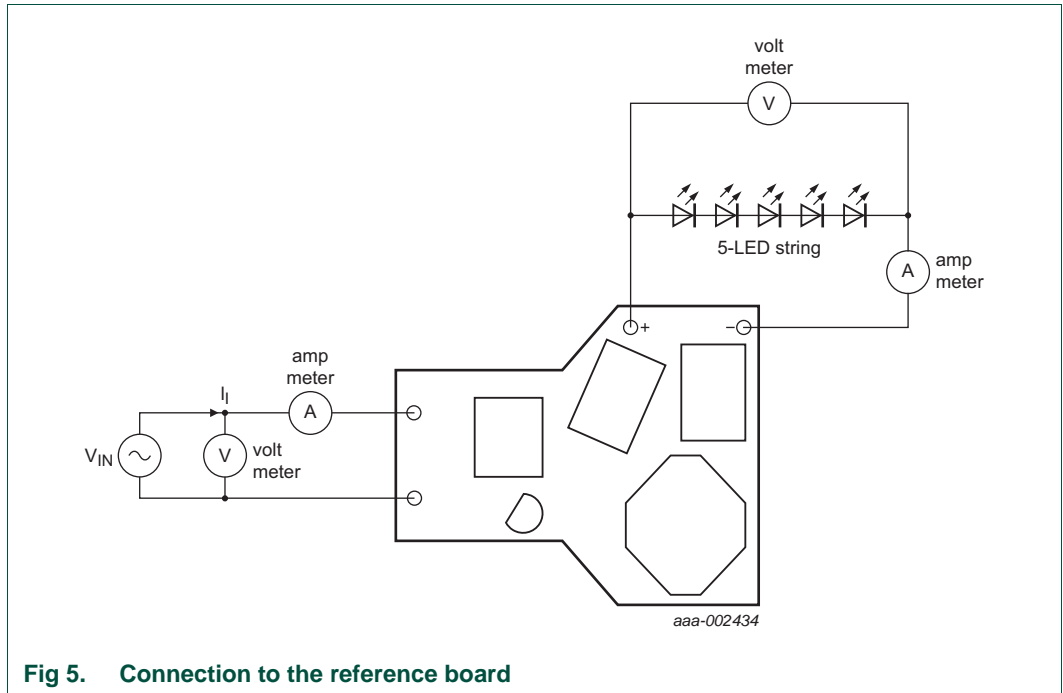 volt
meter
V
5-LED string
A
amp
meter
+
−
amp
meter
I_I
A
V_IN
V
volt
meter
aaa-002434
Fig 5. Connection to the reference board